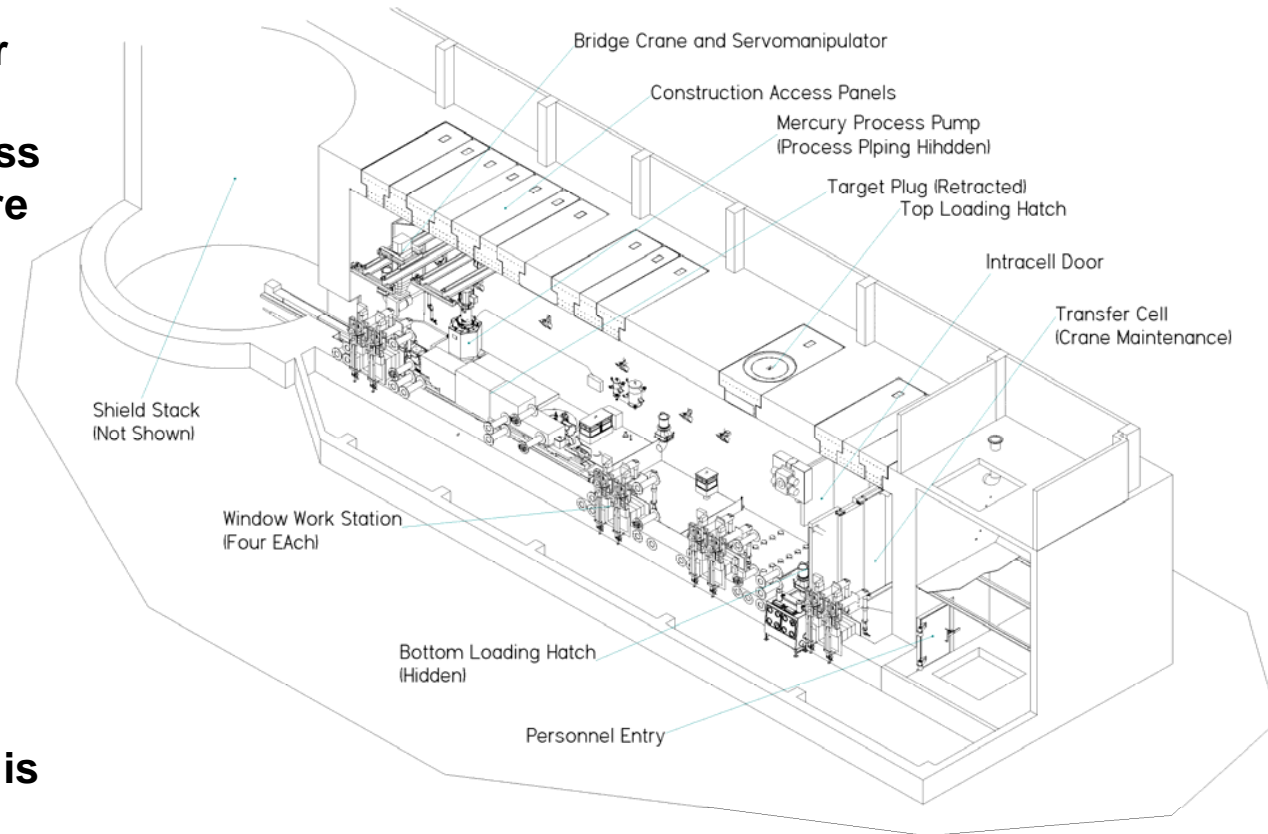 r
ss
re
is
Bridge Crane and Servomanipulator
Construction Access Panels
Mercury Process Pump
(Process PIping Hihdden)
Target Plug (Retracted)
Top Loading Hatch
Intracell Door
Transfer Cell
(Crane Maintenance)
Shield Stack
(Not Shown)
Window Work Station
(Four EAch)
Bottom Loading Hatch
(Hidden)
Personnel Entry